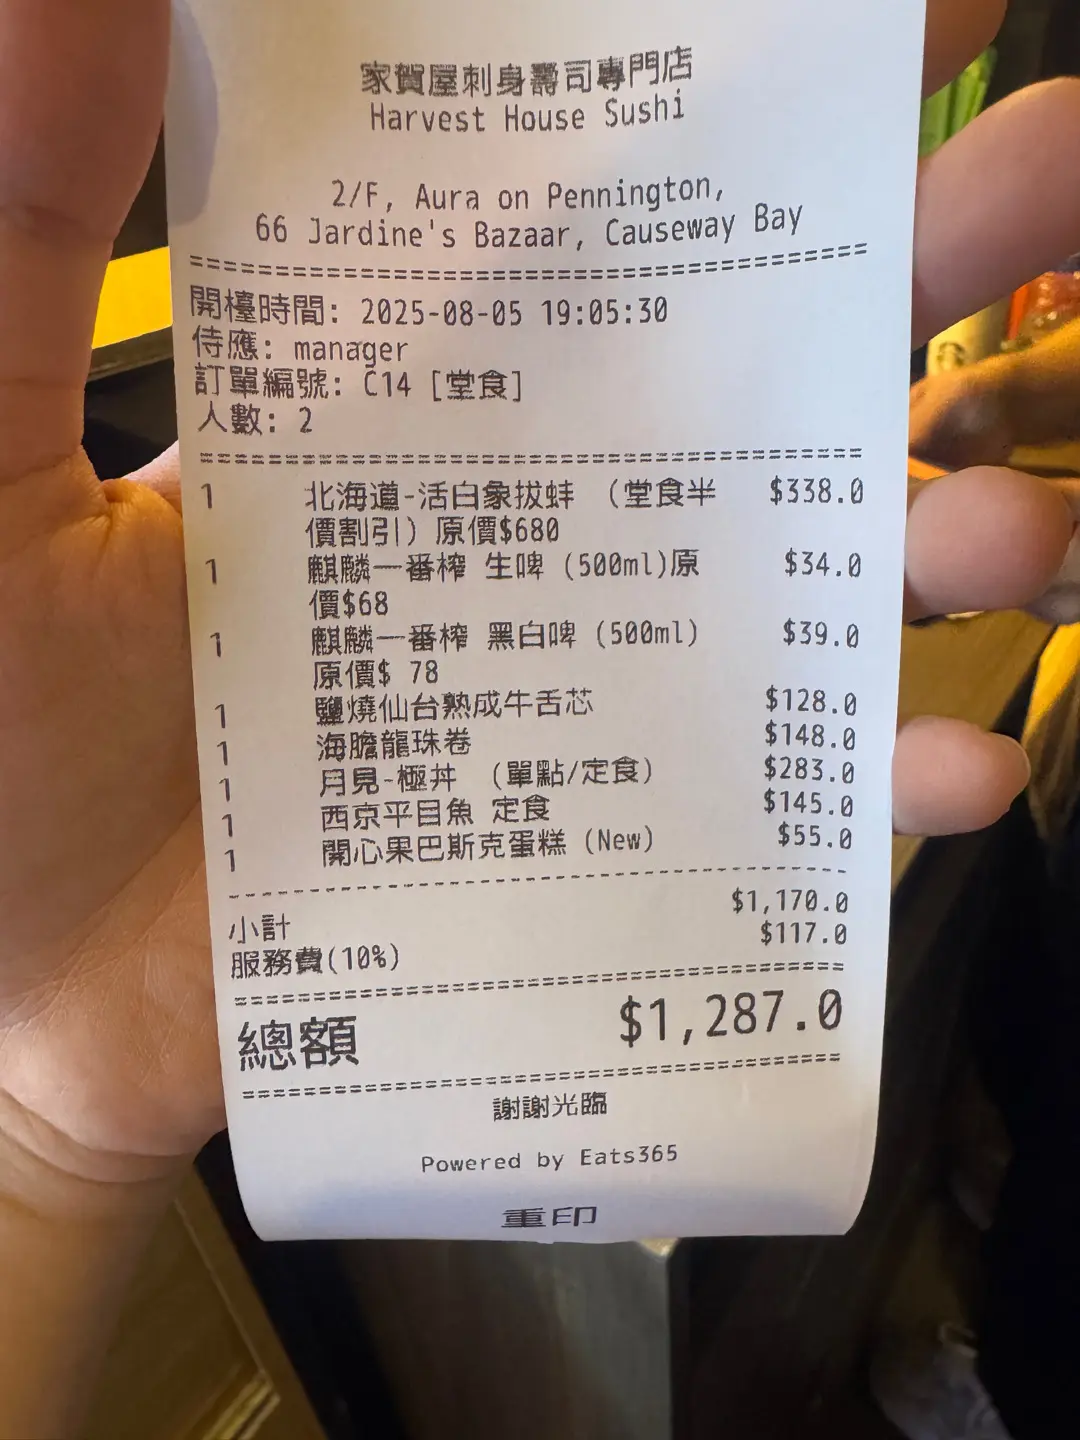 家賀屋刺身壽司專門店
Harvest House Sushi
2/F, Aura on Pennington,
66 Jardine's Bazaar, Causeway Bay
開檯時間: 2025-08-05 19:05:30
侍應: manager
訂單編號: C14 [堂食]
人數: 2
1 北海道-活白象拔蚌 (堂食半 $338.0
價割引) 原價$680
1 麒麟一番榨 生啤 (500ml)原 $34.0
價$68
1 麒麟一番榨 黑白啤 (500ml) $39.0
原價$ 78
1 鹽燒仙台熟成牛舌芯 $128.0
1 海膽龍珠卷 $148.0
1 月見-極丼 (單點/定食) $283.0
1 西京平目魚 定食 $145.0
1 開心果巴斯克蛋糕 (New) $55.0
小計 $1,170.0
服務費(10%) $117.0
總額 $1,287.0
謝謝光臨
Powered by Eats365
重印